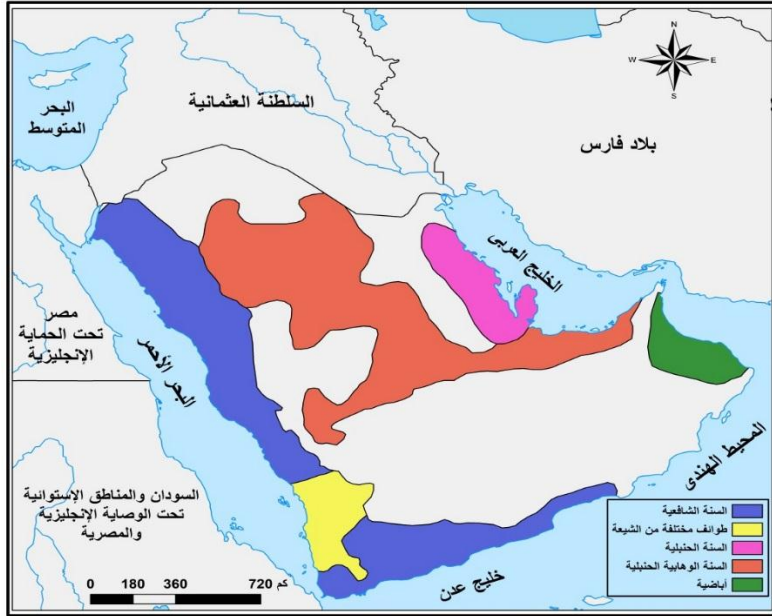 N
W E
S
السلطنة العثمانية
البحر
المتوسط
بلاد فارس
الخليج العربى
مصر
تحت الحماية
الإنجليزية
البحر الأحمر
المحيط الهندى
السودان والمناطق الإستوائية
تحت الوصاية الإنجليزية
والمصرية
خليج عدن
السنة الشافعية
طوائف مختلفة من الشيعة
السنة الحنبلية
السنة الوهابية الحنبلية
أباضية
0 180 360 720 كم